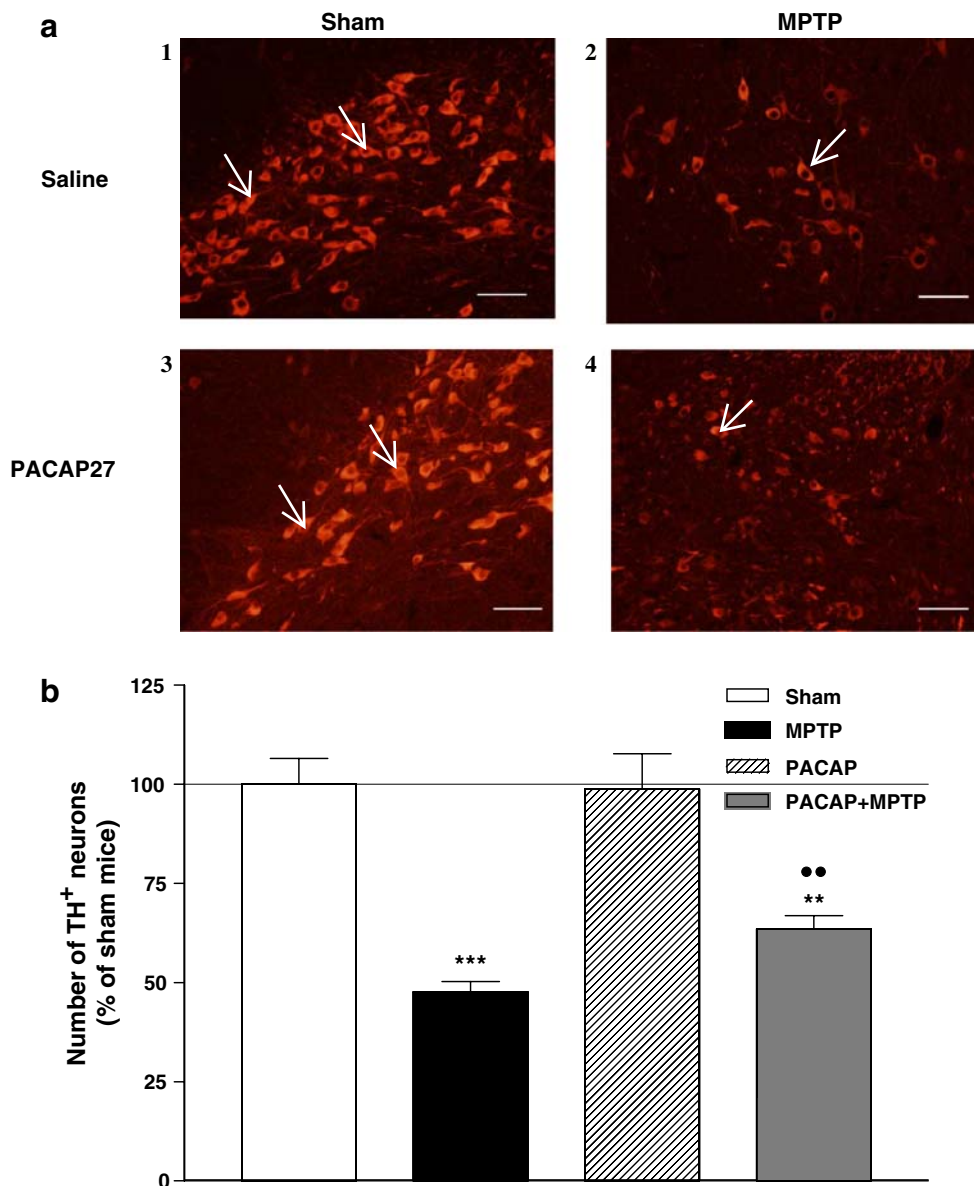 a
Sham
MPTP
1
2
Saline
3
4
PACAP27
b
125
100
75
50
25
0
Number of TH⁺ neurons
(% of sham mice)
Sham
MPTP
PACAP
PACAP+MPTP
***
••
**